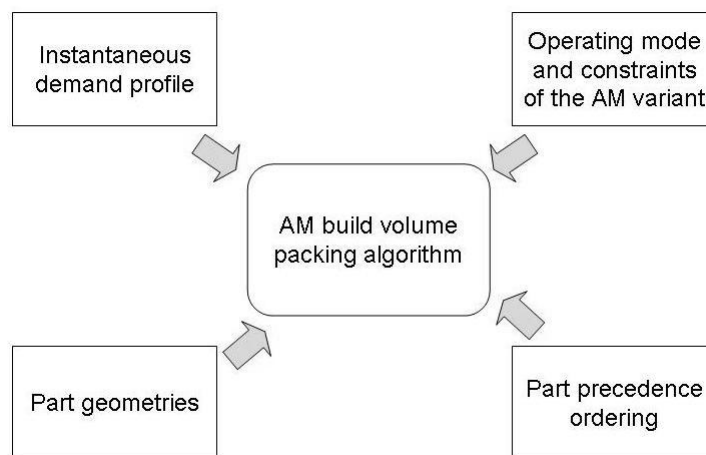 Instantaneous
demand profile
Operating mode
and constraints
of the AM variant
AM build volume
packing algorithm
Part geometries
Part precedence
ordering